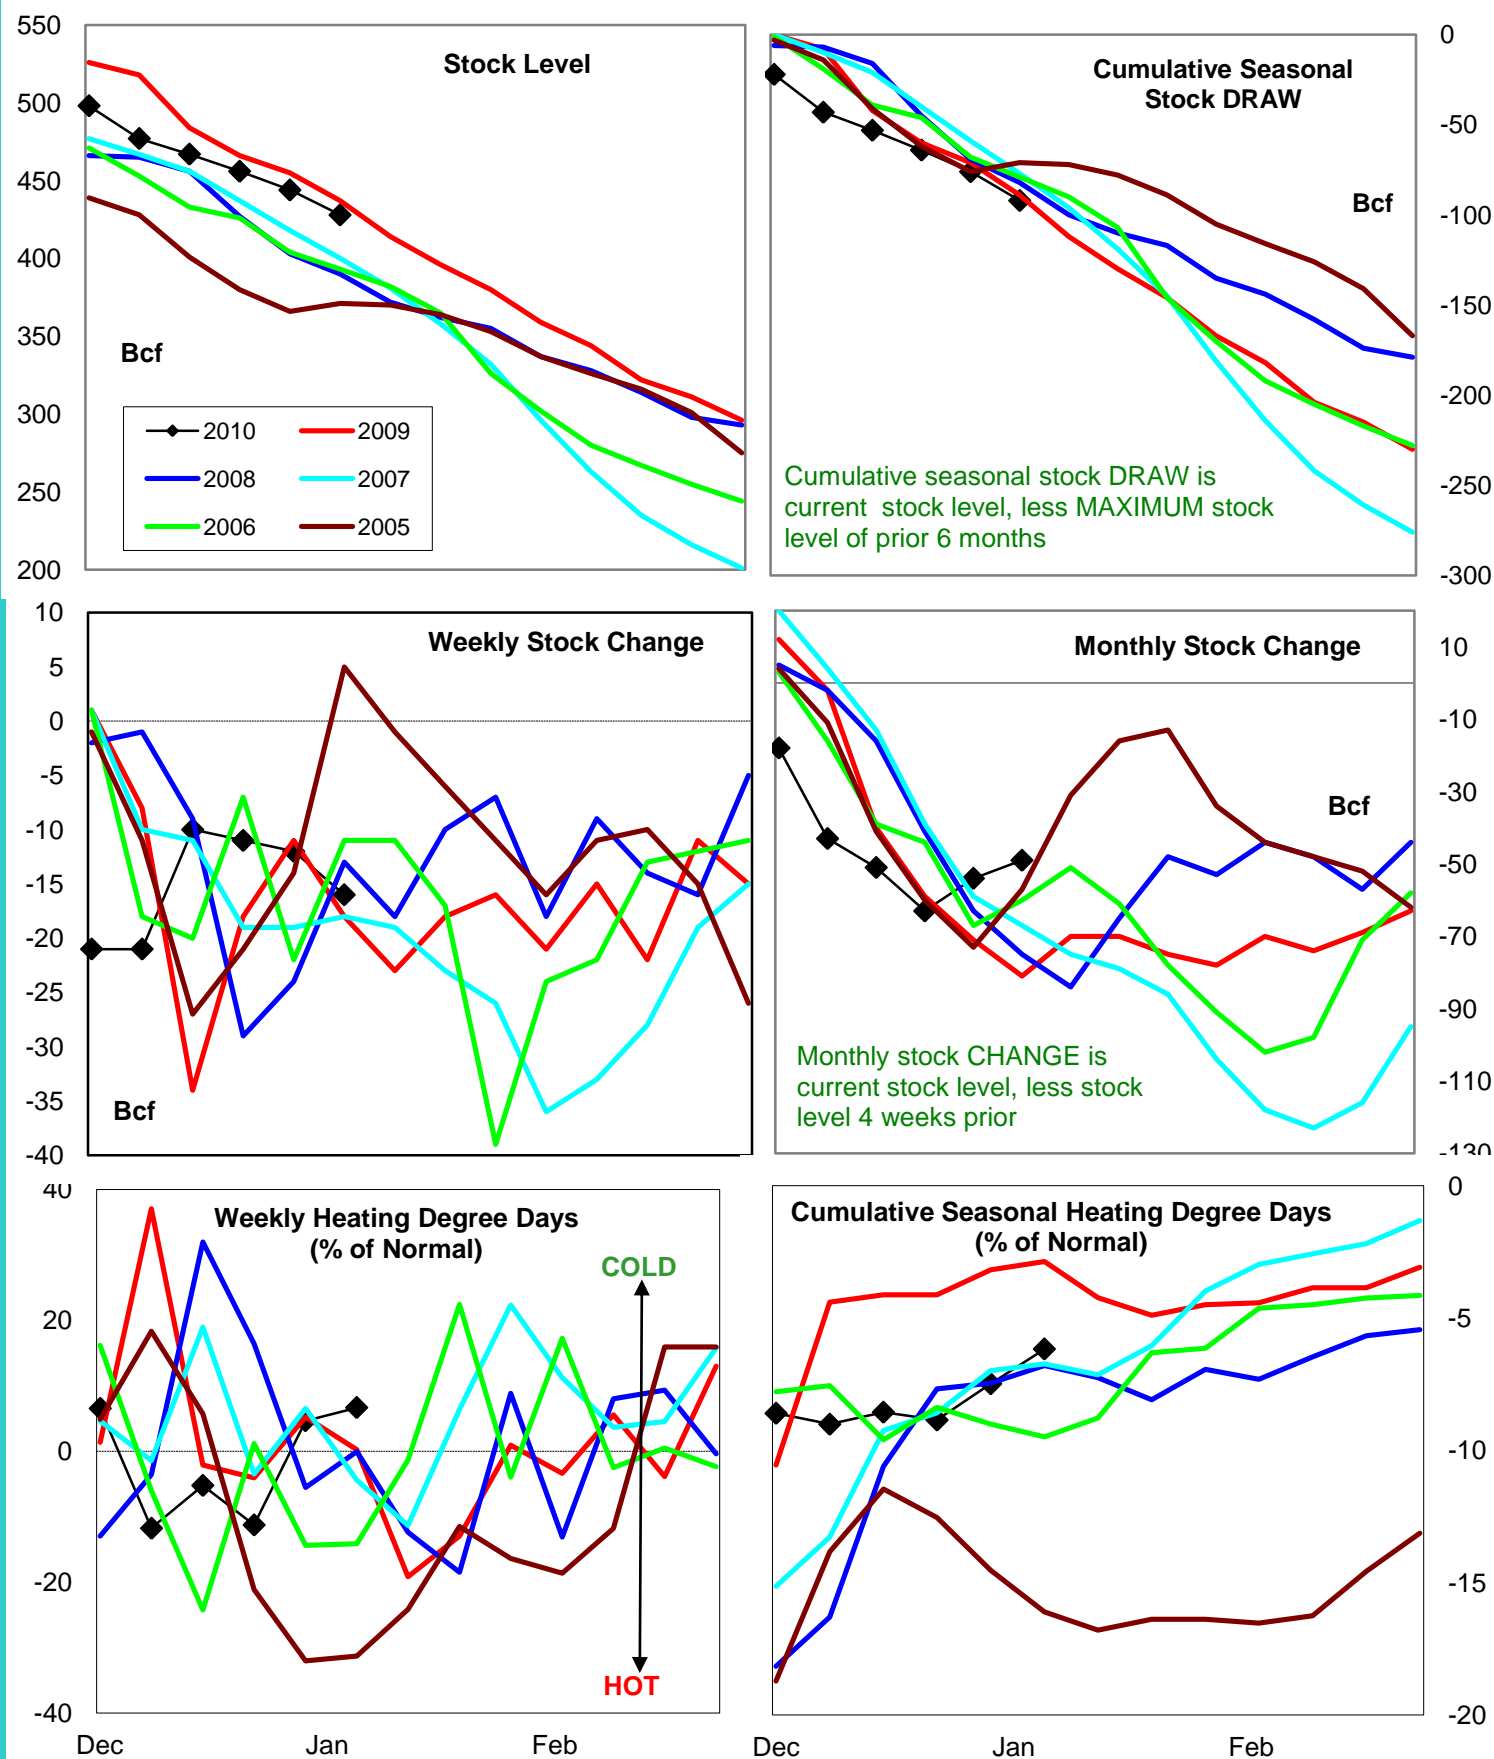 550
500
450
400
350
300
250
200
Stock Level
Bcf
2010
2009
2008
2007
2006
2005
0
-50
-100
-150
-200
-250
-300
Cumulative Seasonal
Stock DRAW
Bcf
Cumulative seasonal stock DRAW is
current stock level, less MAXIMUM stock
level of prior 6 months
10
5
0
-5
-10
-15
-20
-25
-30
-35
-40
Weekly Stock Change
Bcf
10
-10
-30
-50
-70
-90
-110
-130
Monthly Stock Change
Bcf
Monthly stock CHANGE is
current stock level, less stock
level 4 weeks prior
40
20
0
-20
-40
Weekly Heating Degree Days
(% of Normal)
COLD
HOT
Dec
Jan
Feb
0
-5
-10
-15
-20
Cumulative Seasonal Heating Degree Days
(% of Normal)
Dec
Jan
Feb